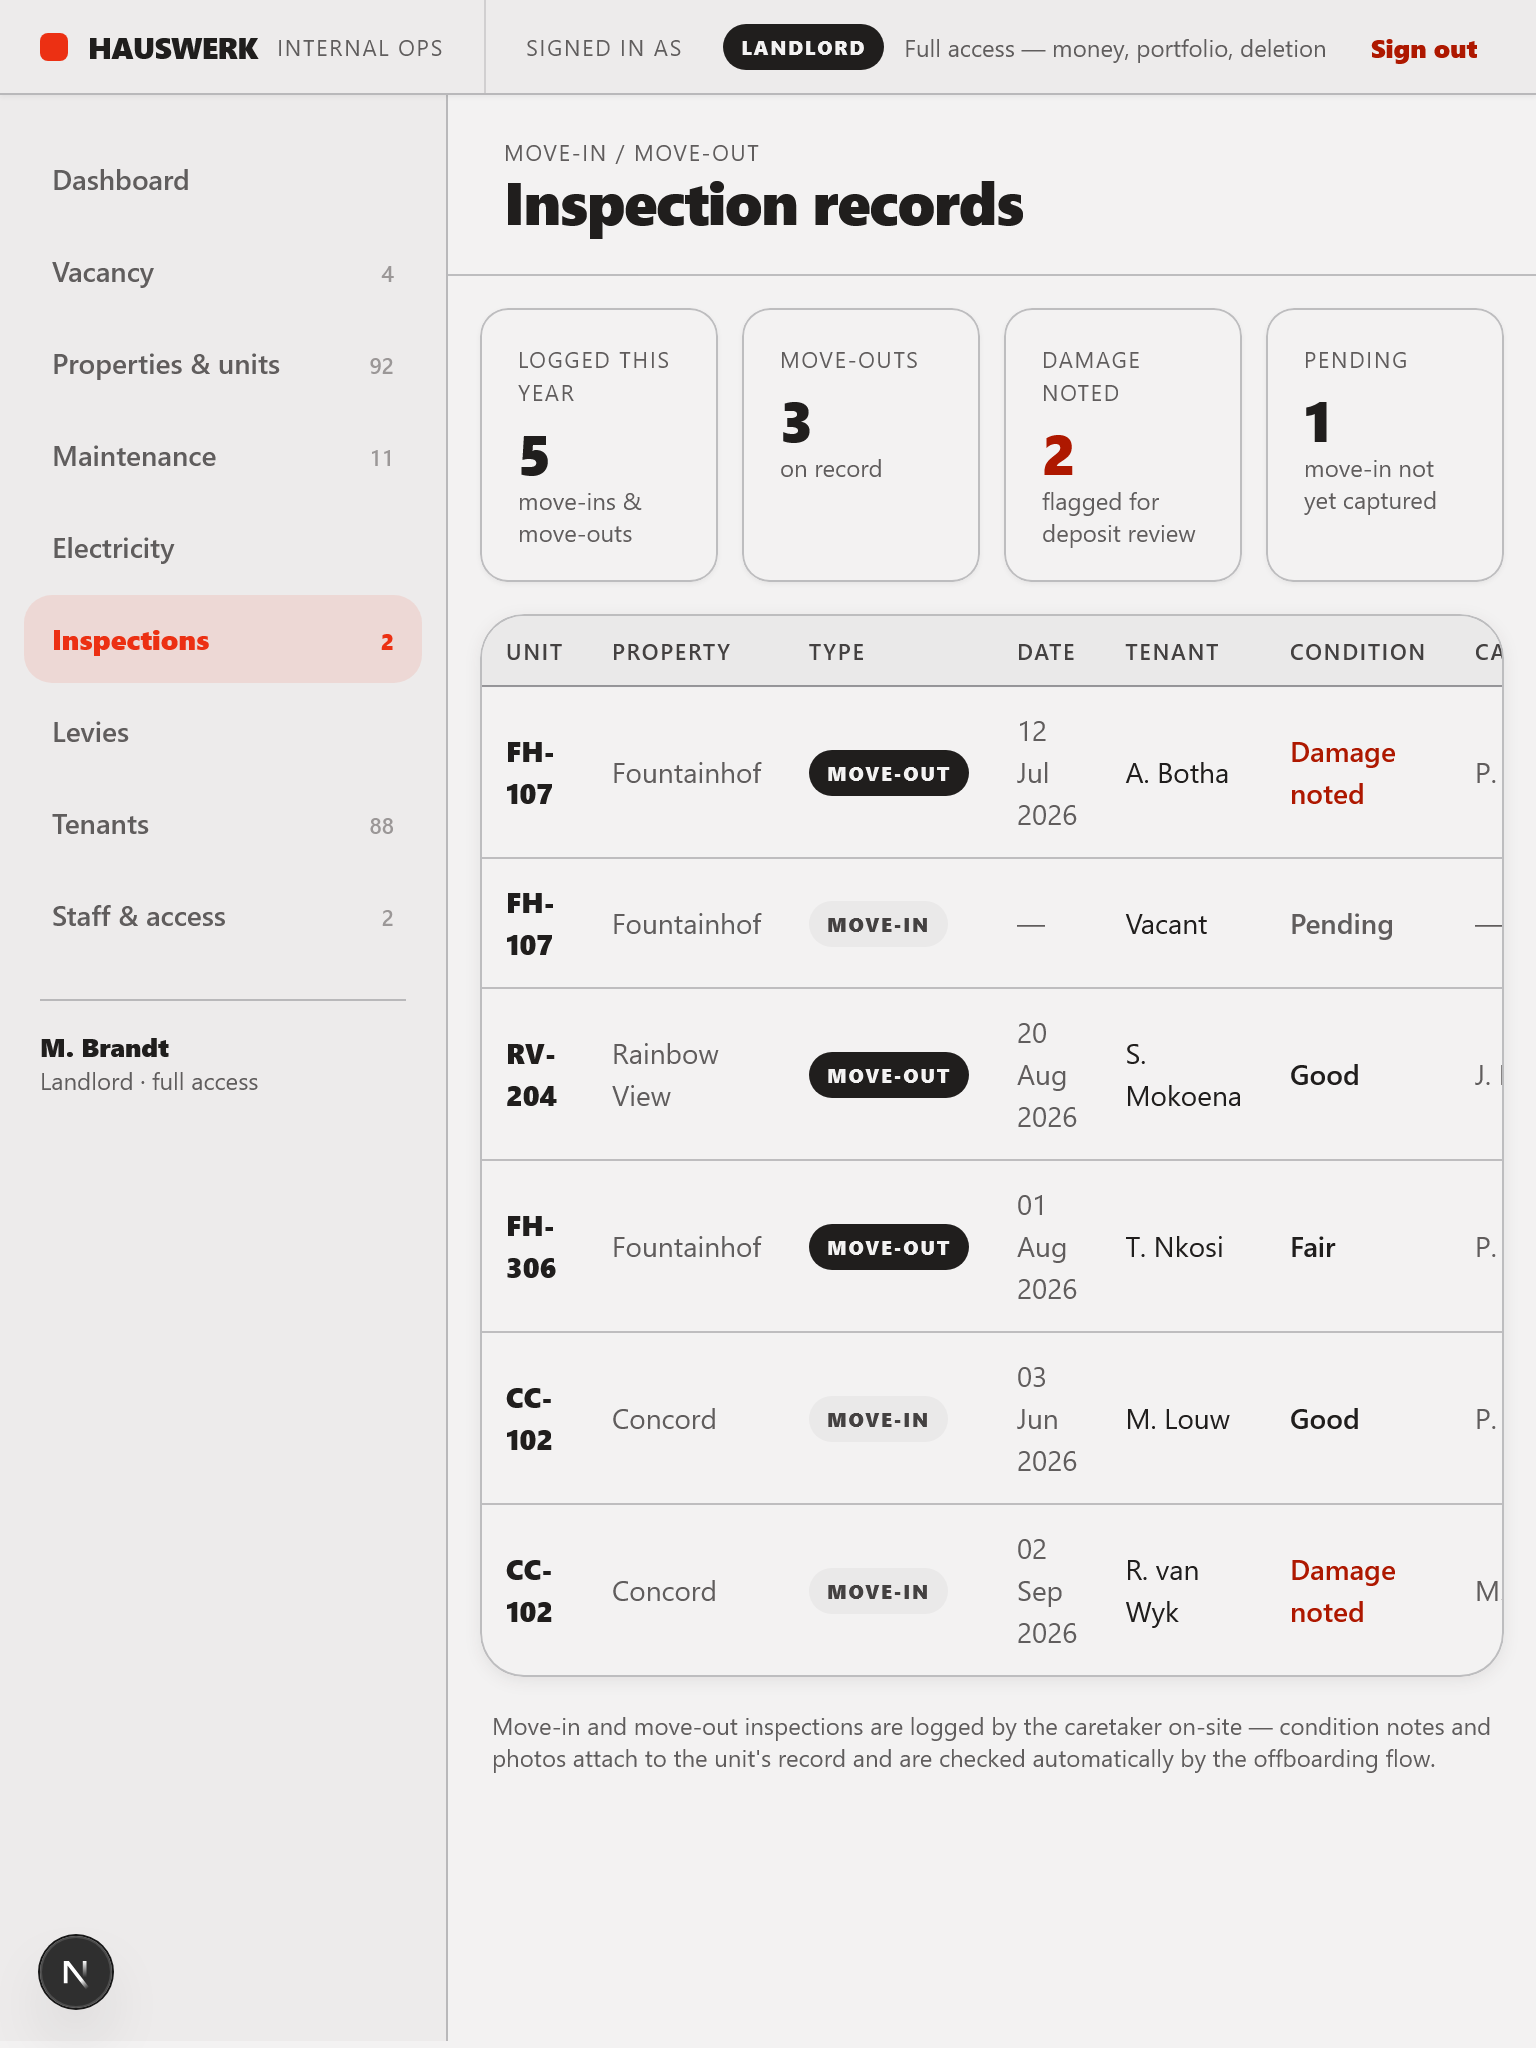 HAUSWERK INTERNAL OPS SIGNED IN AS LANDLORD Full access — money, portfolio, deletion Sign out
Dashboard
Vacancy 4
Properties & units 92
Maintenance 11
Electricity
Inspections 2
Levies
Tenants 88
Staff & access 2
M. Brandt
Landlord · full access
N
MOVE-IN / MOVE-OUT
Inspection records
LOGGED THIS
YEAR
5
move-ins &
move-outs
MOVE-OUTS
3
on record
DAMAGE
NOTED
2
flagged for
deposit review
PENDING
1
move-in not
yet captured
UNIT PROPERTY TYPE DATE TENANT CONDITION
FH-
107
Fountainhof
MOVE-OUT
12
Jul
2026
A. Botha
Damage
noted
P.
FH-
107
Fountainhof
MOVE-IN
—
Vacant
Pending
—
RV-
204
Rainbow
View
MOVE-OUT
20
Aug
2026
S.
Mokoena
Good
J.
FH-
306
Fountainhof
MOVE-OUT
01
Aug
2026
T. Nkosi
Fair
P.
CC-
102
Concord
MOVE-IN
03
Jun
2026
M. Louw
Good
P.
CC-
102
Concord
MOVE-IN
02
Sep
2026
R. van
Wyk
Damage
noted
M.
Move-in and move-out inspections are logged by the caretaker on-site — condition notes and
photos attach to the unit's record and are checked automatically by the offboarding flow.